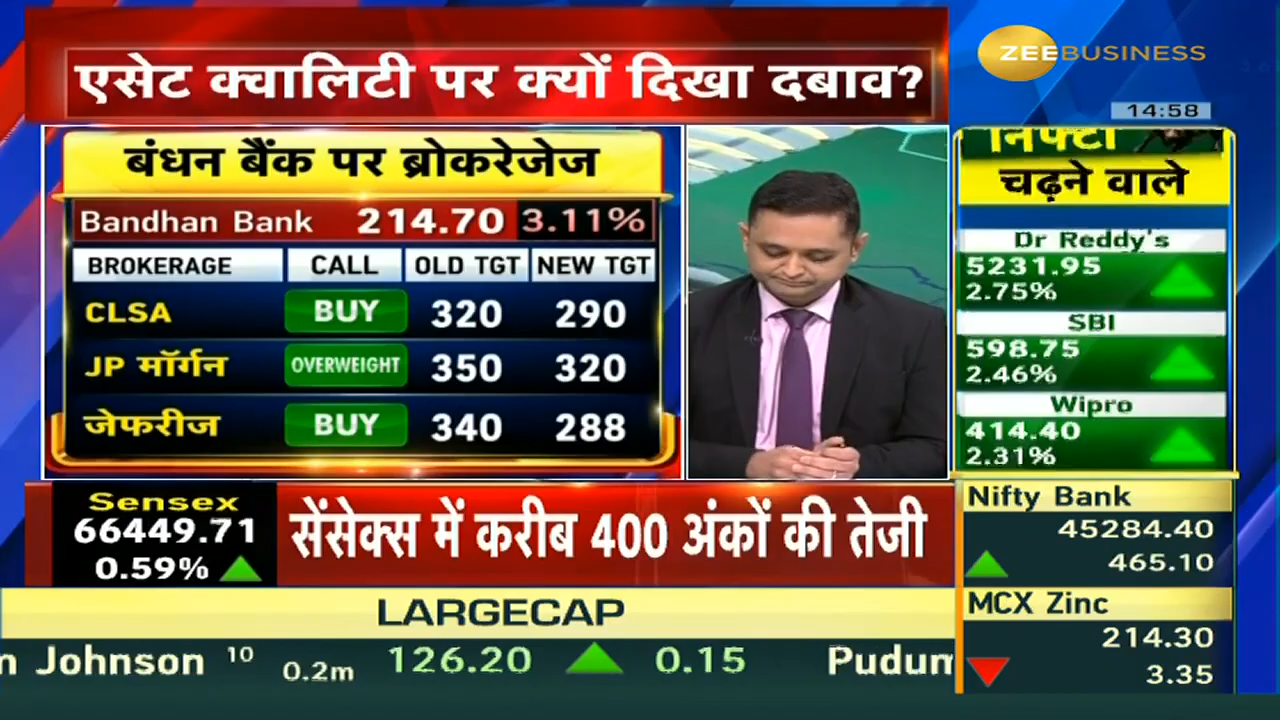 एसेट क्वालिटी पर क्यों दिखा दबाव?
ZEEBUSINESS
14:58
बंधन बैंक पर ब्रोकरेजेज
Bandhan Bank 214.70 3.11%
BROKERAGE CALL OLD TGT NEW TGT
CLSA BUY 320 290
JP मॉर्गन OVERWEIGHT 350 320
जेफरीज BUY 340 288
निफ्टी
चढ़ने वाले
Dr Reddy's
5231.95
2.75%
SBI
598.75
2.46%
Wipro
414.40
2.31%
Sensex
66449.71
0.59%
सेंसेक्स में करीब 400 अंकों की तेजी
Nifty Bank
45284.40
465.10
MCX Zinc
214.30
3.35
LARGECAP
n Johnson 10 0.2m 126.20 0.15 Pudum